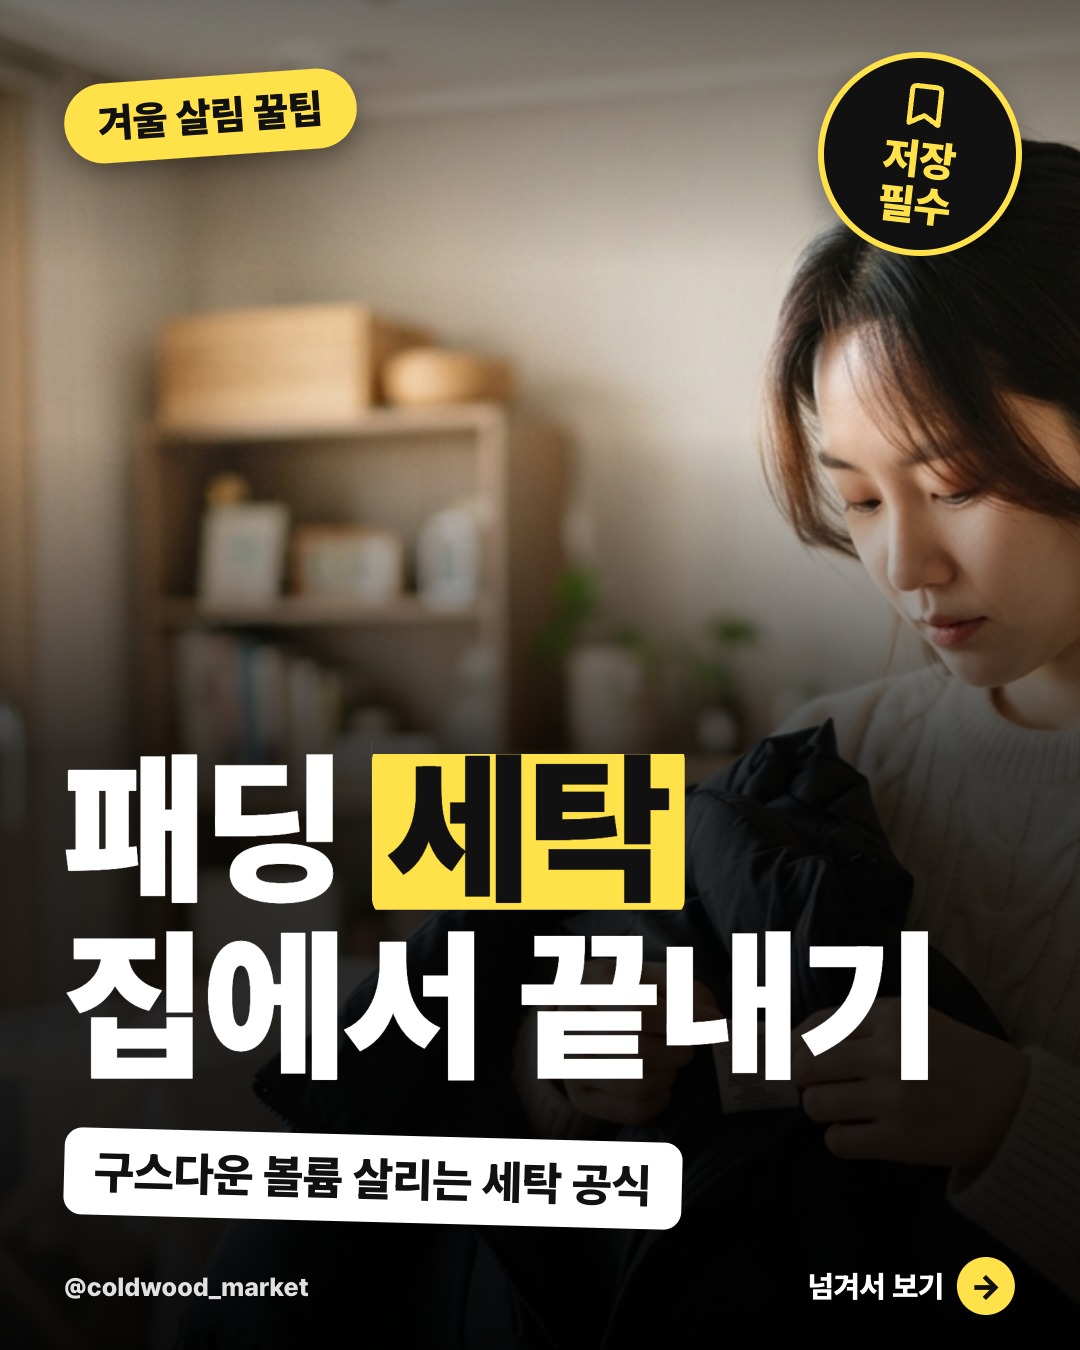 겨울 살림 꿀팁
저장
필수
패딩 세탁
집에서 끝내기
구스다운 볼륨 살리는 세탁 공식
@coldwood_market
넘겨서 보기